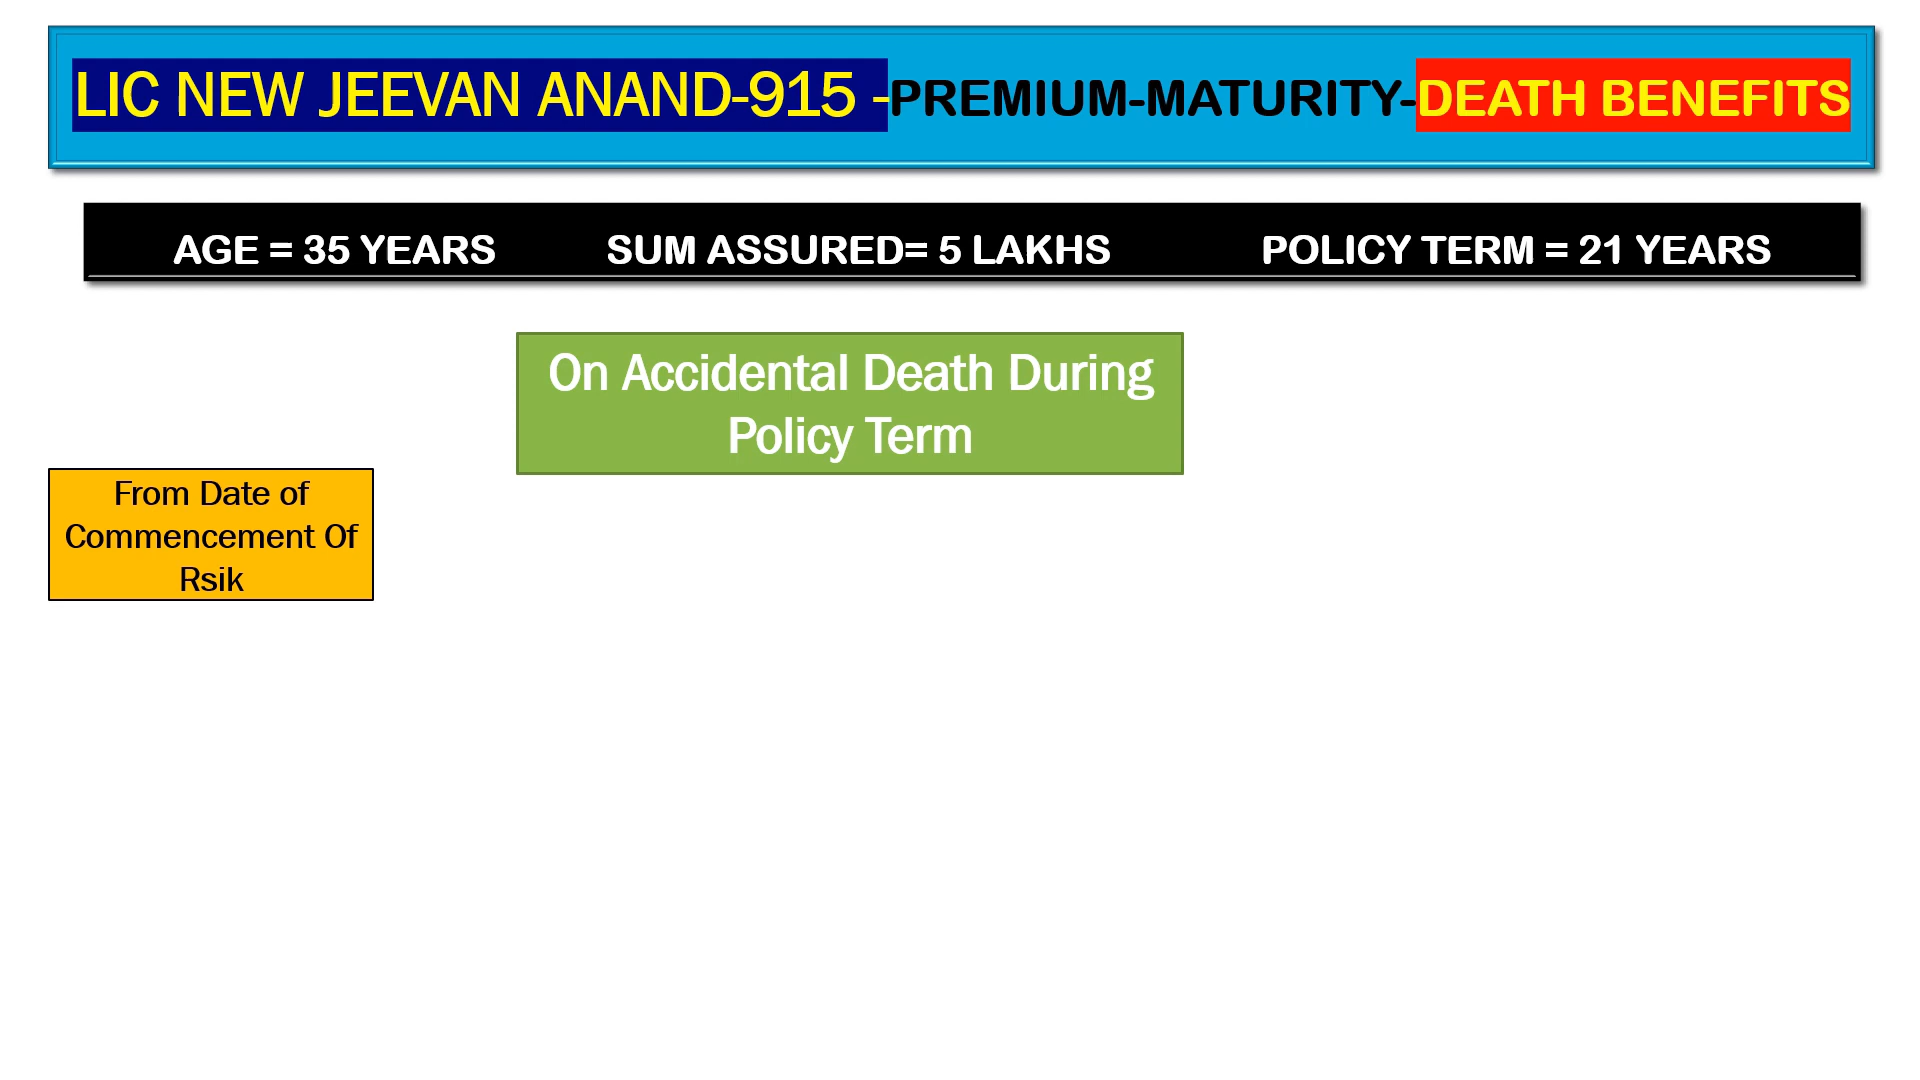 LIC NEW JEEVAN ANAND-915 -PREMIUM-MATURITY-DEATH BENEFITS
AGE = 35 YEARS SUM ASSURED= 5 LAKHS POLICY TERM = 21 YEARS
On Accidental Death During
Policy Term
From Date of
Commencement Of
Rsik